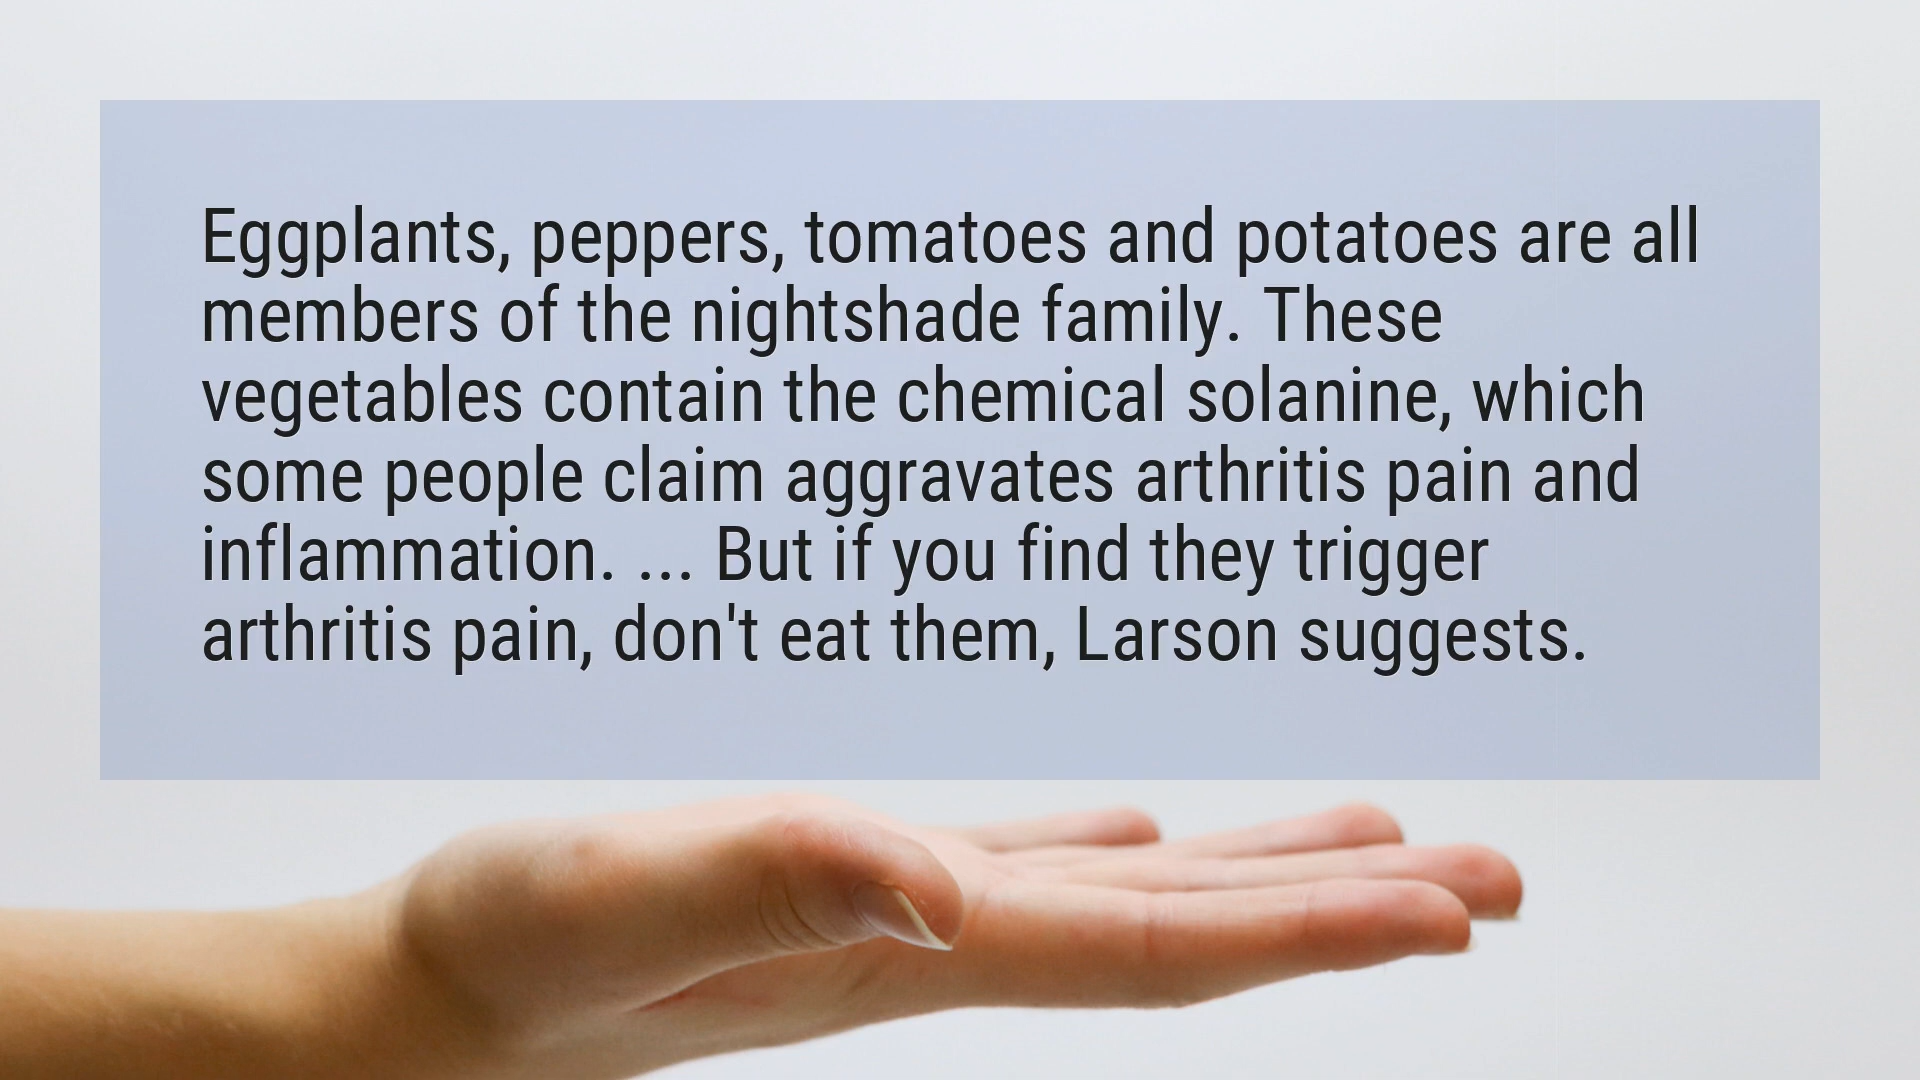 Eggplants, peppers, tomatoes and potatoes are all
members of the nightshade family. These
vegetables contain the chemical solanine, which
some people claim aggravates arthritis pain and
inflammation. ... But if you find they trigger
arthritis pain, don't eat them, Larson suggests.